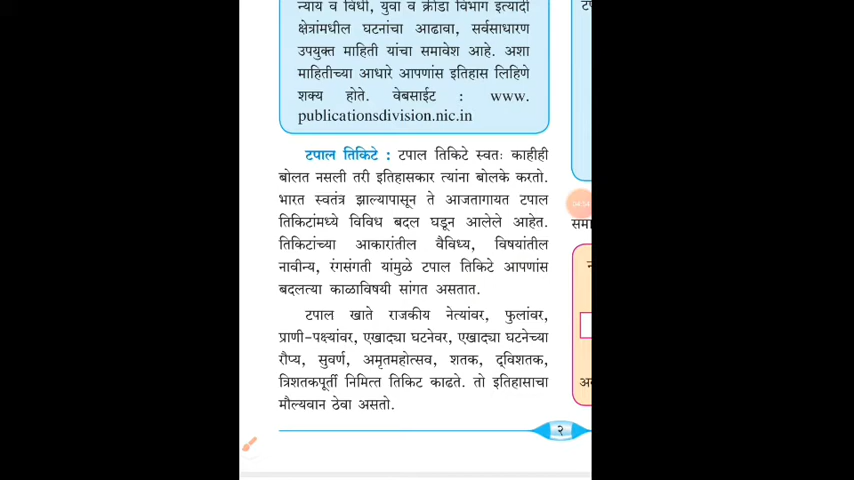 न्याय व विधी, युवा व क्रीडा विभाग इत्यादी
क्षेत्रांमधील घटनांचा आढावा, सर्वसाधारण
उपयुक्त माहिती यांचा समावेश आहे. अशा
माहितीच्या आधारे आपणांस इतिहास लिहिणे
शक्य होते. वेबसाईट : www.
publicationsdivision.nic.in
टपाल तिकिटे : टपाल तिकिटे स्वतः काहीही
बोलत नसली तरी इतिहासकार त्यांना बोलके करतो.
भारत स्वतंत्र झाल्यापासून ते आजतागायत टपाल
तिकिटांमध्ये विविध बदल घडून आलेले आहेत.
तिकिटांच्या आकारांतील वैविध्य, विषयांतील
नावीन्य, रंगसंगती यांमुळे टपाल तिकिटे आपणांस
बदलत्या काळाविषयी सांगत असतात.
टपाल खाते राजकीय नेत्यांवर, फुलांवर,
प्राणी-पक्ष्यांवर, एखाद्या घटनेवर, एखाद्या घटनेच्या
रौप्य, सुवर्ण, अमृतमहोत्सव, शतक, द्विशतक,
त्रिशतकपूर्ती निमित्त तिकिट काढते. तो इतिहासाचा
मौल्यवान ठेवा असतो.
२